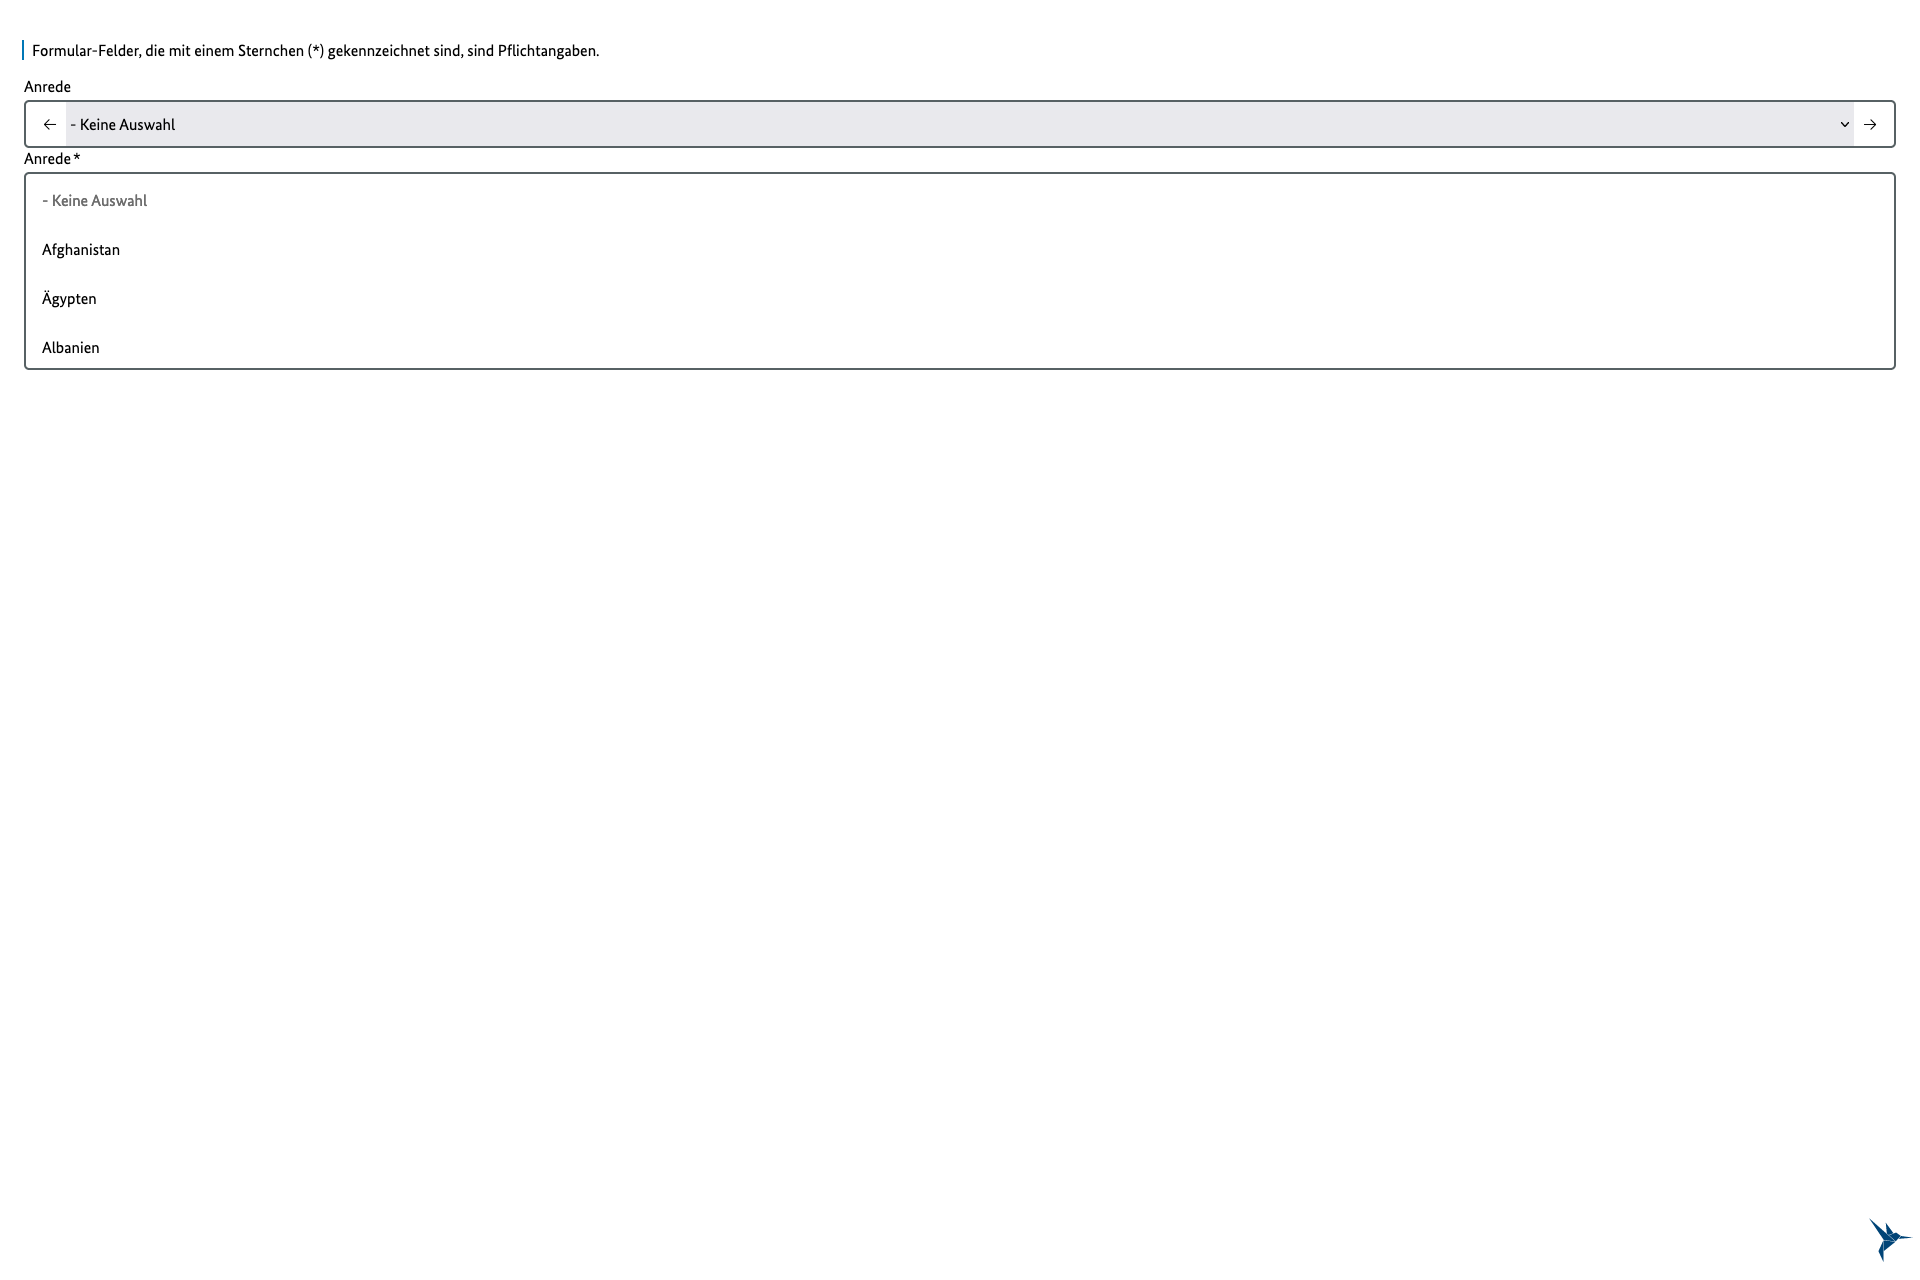 Formular-Felder, die mit einem Sternchen (*) gekennzeichnet sind, sind Pflichtangaben.
Anrede
- Keine Auswahl
Anrede *
- Keine Auswahl
Afghanistan
Ägypten
Albanien